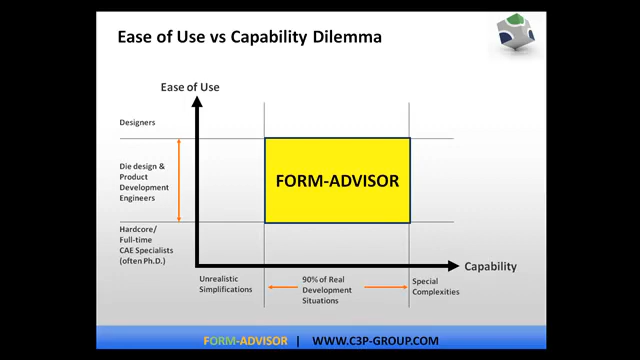 Ease of Use vs Capability Dilemma
Ease of Use
Designers
Die design &
Product
Development
Engineers
FORM-ADVISOR
Hardcore/
Full-time
CAE Specialists
(often Ph.D.)
Capability
Unrealistic
Simplifications
90% of Real
Development
Situations
Special
Complexities
FORM-ADVISOR | WWW.C3P-GROUP.COM